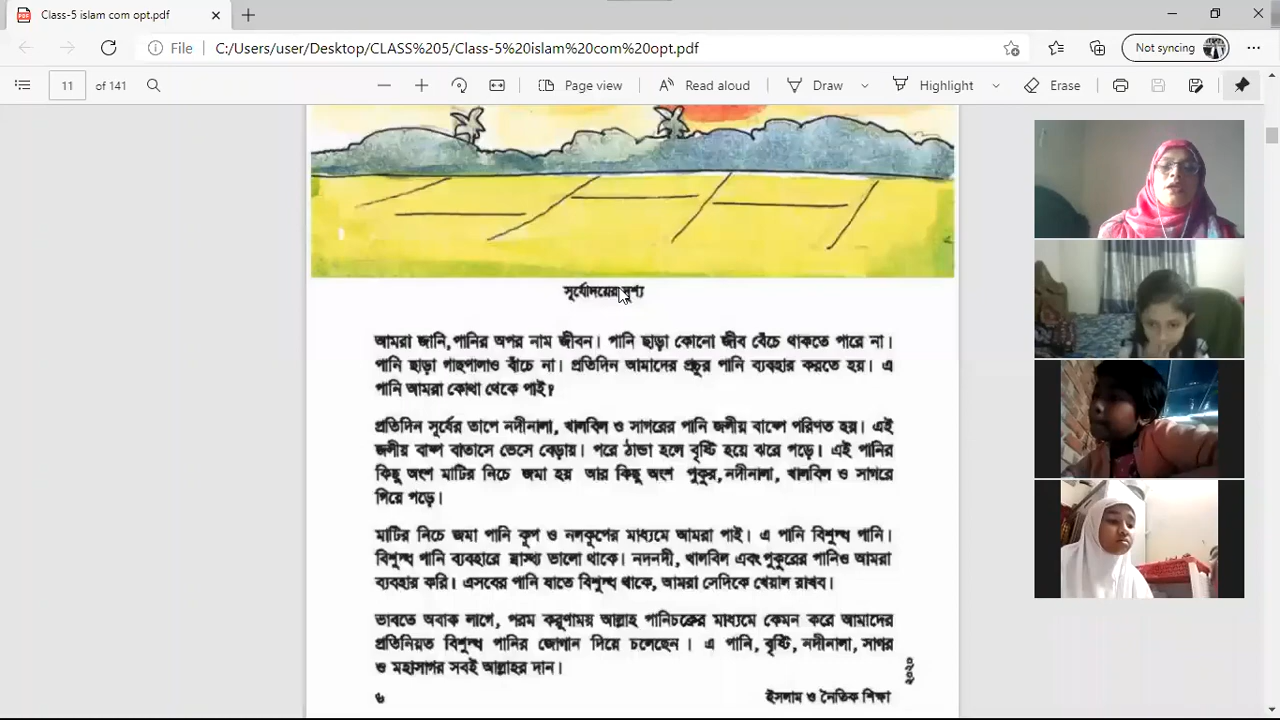 Class-5 islam com opt.pdf
File C:/Users/user/Desktop/CLASS%205/Class-5%20islam%20com%20opt.pdf Not syncing
11 of 141 Page view Read aloud Draw Highlight Erase
সূর্যোদয়ের দৃশ্য
আমরা জানি, পানির অপর নাম জীবন। পানি ছাড়া কোনো জীব বেঁচে থাকতে পারে না।
পানি ছাড়া গাছপালাও বাঁচে না। প্রতিদিন আমাদের প্রচুর পানি ব্যবহার করতে হয়। এ
পানি আমরা কোথা থেকে পাই?
প্রতিদিন সূর্যের তাপে নদীনালা, খালবিল ও সাগরের পানি জলীয় বাষ্পে পরিণত হয়। এই
জলীয় বাষ্প বাতাসে ভেসে বেড়ায়। পরে ঠান্ডা হলে বৃষ্টি হয়ে ঝরে পড়ে। এই পানির
কিছু অংশ মাটির নিচে জমা হয় আর কিছু অংশ পুকুর, নদীনালা, খালবিল ও সাগরে
গিয়ে পড়ে।
মাটির নিচে জমা পানি কূপ ও নলকূপের মাধ্যমে আমরা পাই। এ পানি বিশুদ্ধ পানি।
বিশুদ্ধ পানি ব্যবহারে স্বাস্থ্য ভালো থাকে। নদনদী, খালবিল এবং পুকুরের পানিও আমরা
ব্যবহার করি। এসবের পানি যাতে বিশুদ্ধ থাকে, আমরা সেদিকে খেয়াল রাখব।
ভাবতে অবাক লাগে, পরম করুণাময় আল্লাহ পানিচক্রের মাধ্যমে কেমন করে আমাদের
প্রতিনিয়ত বিশুদ্ধ পানির জোগান দিয়ে চলেছেন। এ পানি, বৃষ্টি, নদীনালা, সাগর
ও মহাসাগর সবই আল্লাহর দান।
৬ ইসলাম ও নৈতিক শিক্ষা